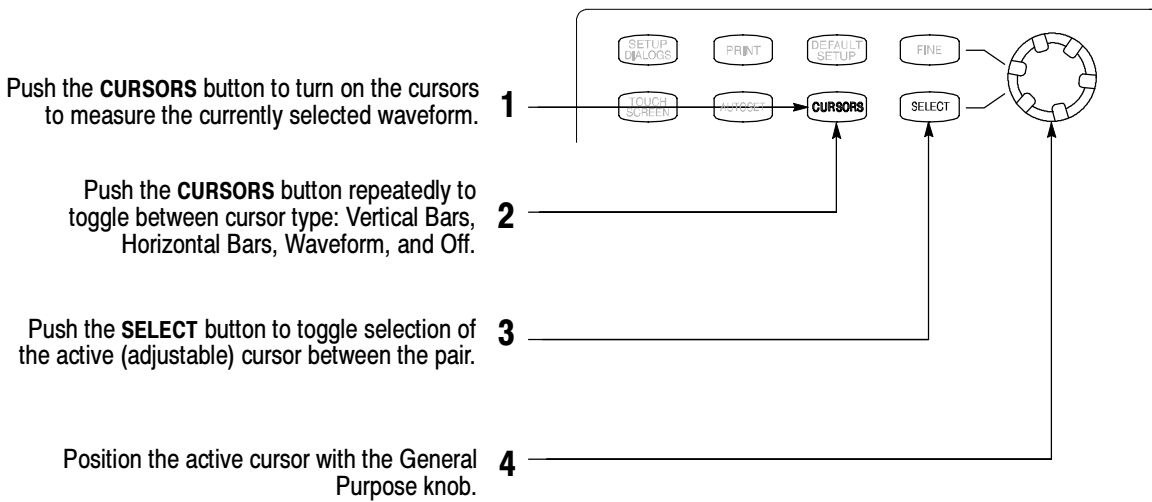 SETUP
DIALOGS
PRINT
DEFAULT
SETUP
FINE
Push the CURSORS button to turn on the cursors
to measure the currently selected waveform.
1
TOUCH
SCREEN
AUTOSET
CURSORS
SELECT
Push the CURSORS button repeatedly to
toggle between cursor type: Vertical Bars,
Horizontal Bars, Waveform, and Off.
2
Push the SELECT button to toggle selection of
the active (adjustable) cursor between the pair.
3
Position the active cursor with the General
Purpose knob.
4